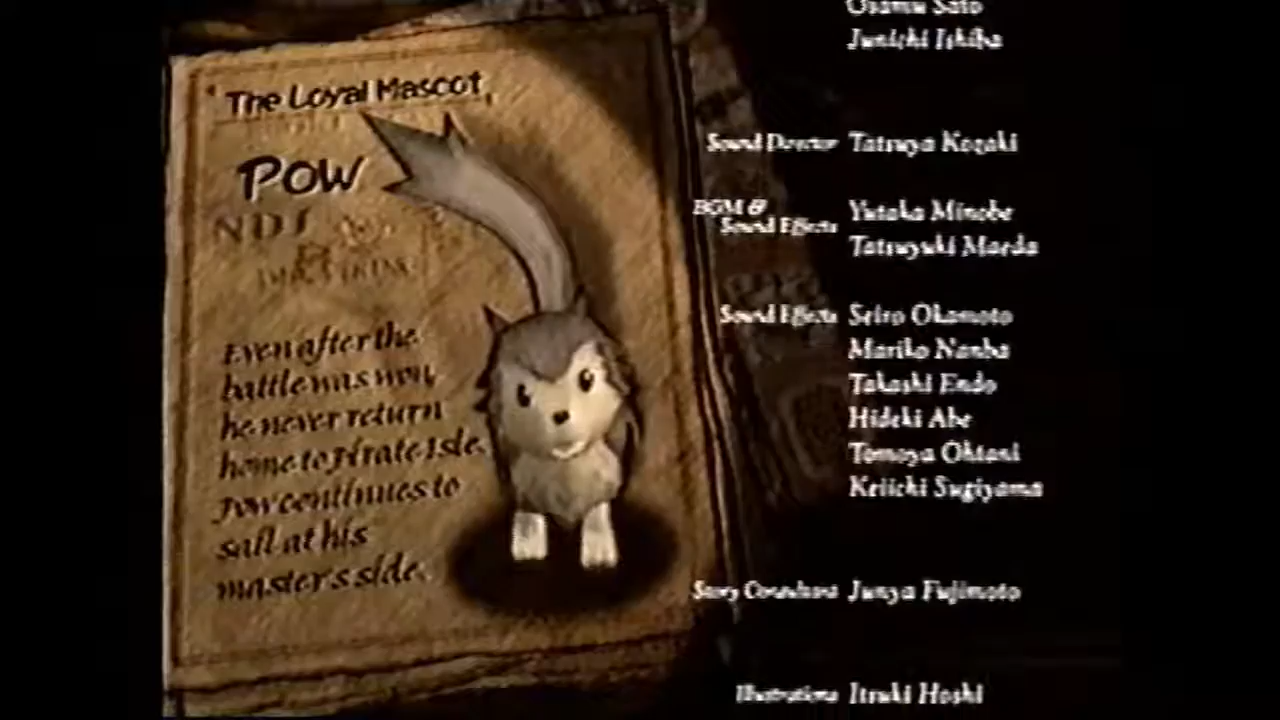 Osamu Sato
Junichi Ishiba
The Loyal Mascot
POW
Even after the
battle was won,
he never return
home to Pirate Isle.
Pow continues to
sail at his
master's side.
Sound Director Tatsuya Kozaki
BGM &
Sound Effects Yutaka Minobe
Tatsuyuki Maeda
Sound Effects Seiro Okamoto
Mariko Nanba
Takashi Endo
Hideki Abe
Tomoya Ohtani
Keiichi Sugiyama
Story Junya Fujimoto
Illustrations Itsuki Hoshi